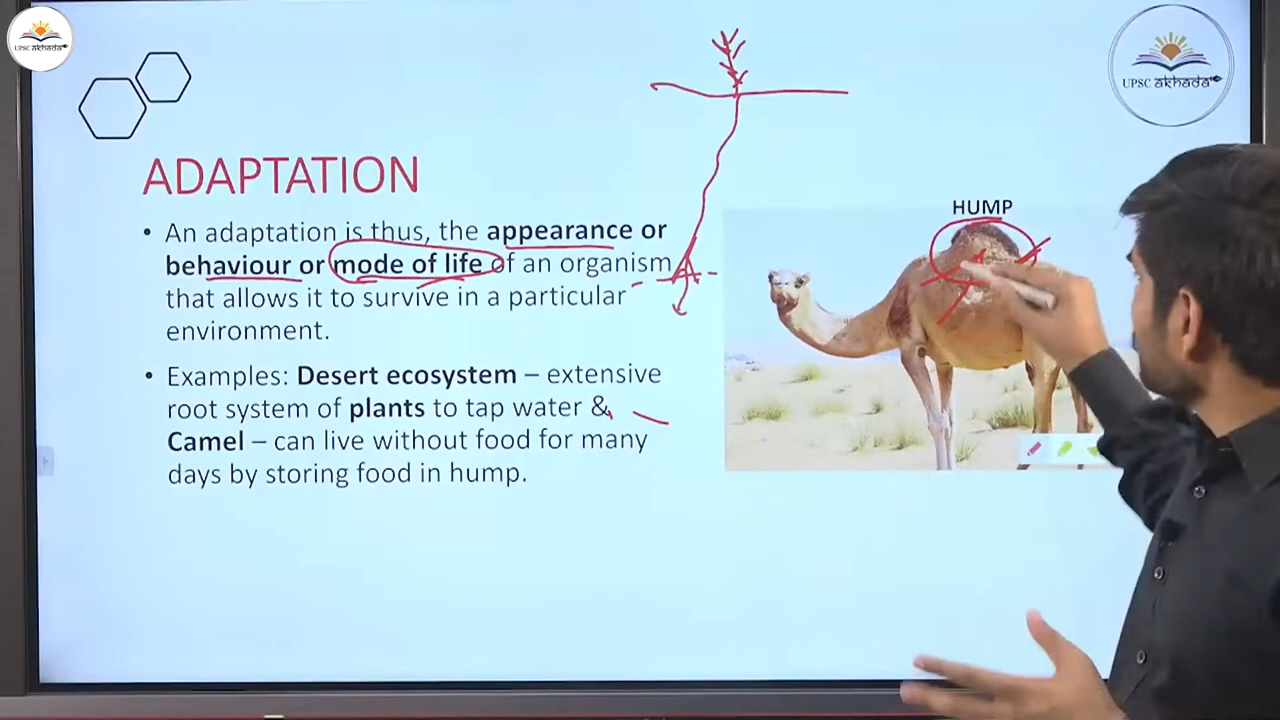 UPSC akhada
UPSC akhada
ADAPTATION
• An adaptation is thus, the appearance or
behaviour or mode of life of an organism
that allows it to survive in a particular
environment.
• Examples: Desert ecosystem – extensive
root system of plants to tap water &
Camel – can live without food for many
days by storing food in hump.
HUMP